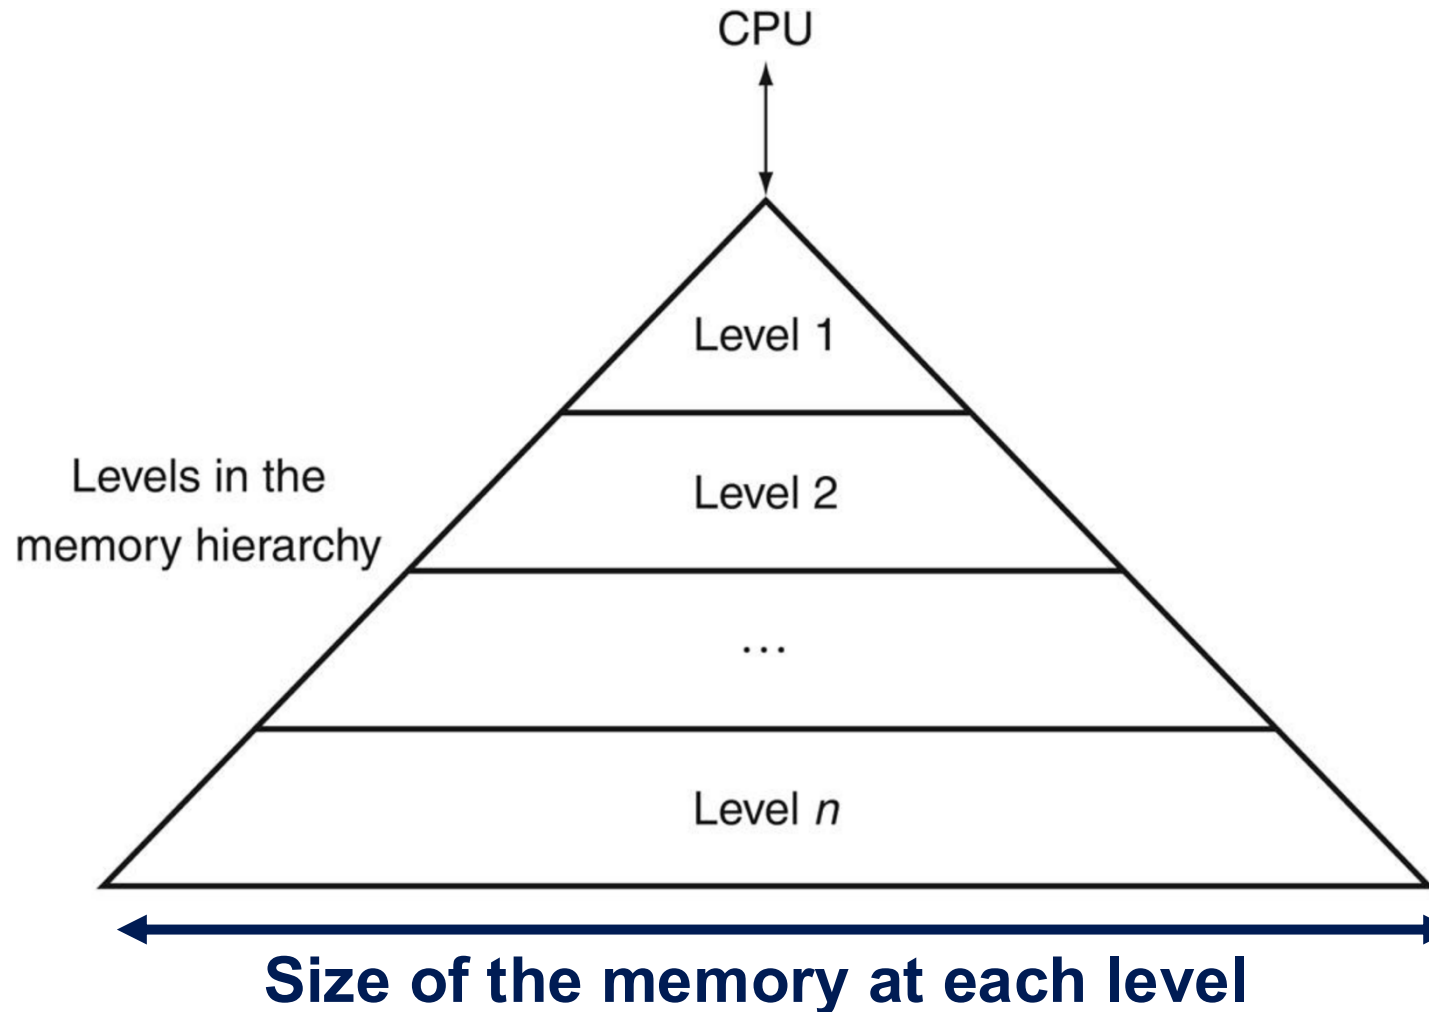 CPU
Level 1
Levels in the
memory hierarchy
Level 2
...
Level n
Size of the memory at each level